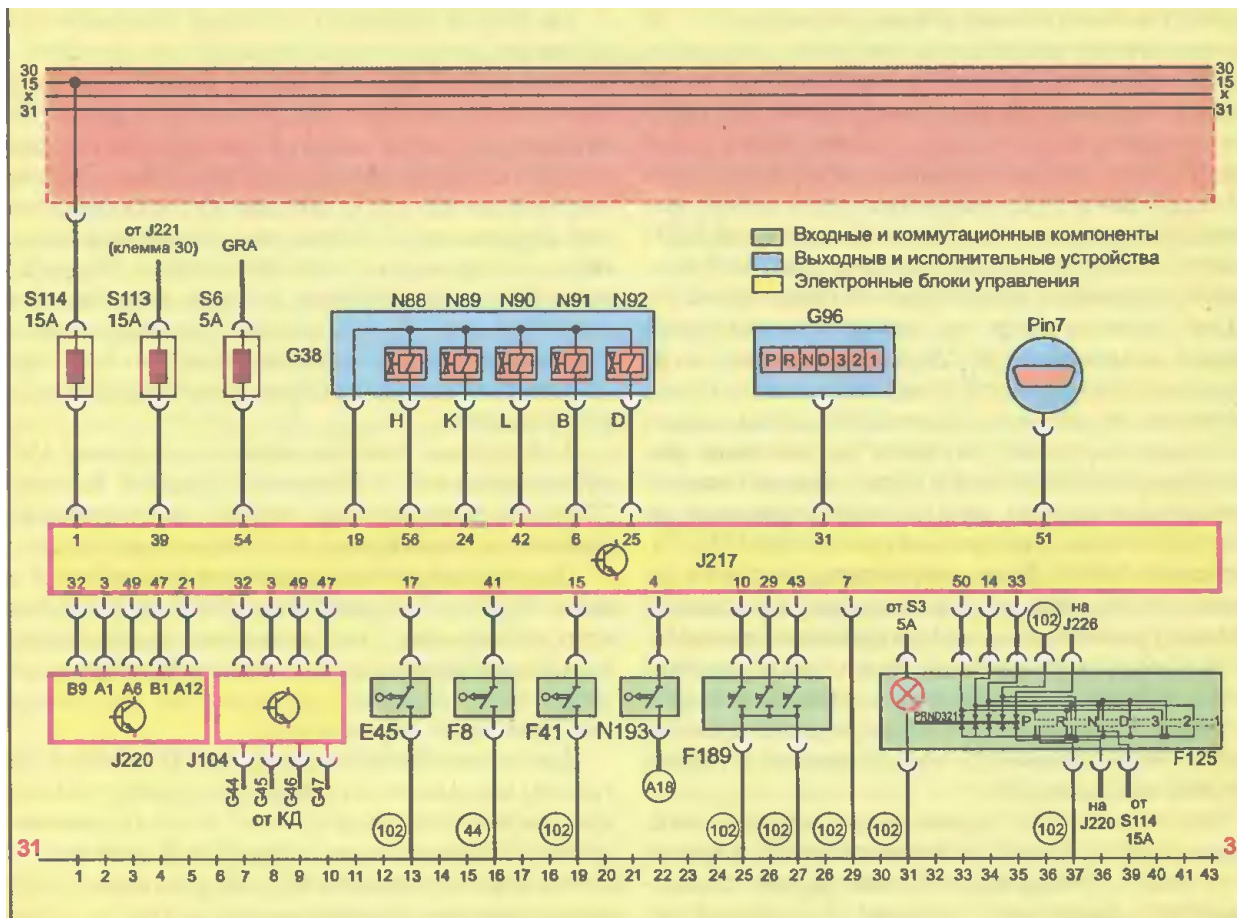 30
15
x
31
30
15
x
31
от J221
(клемма 30)
GRA
S114
15A
S113
15A
S6
5A
Входные и коммутационные компоненты
Выходные и исполнительные устройства
Электронные блоки управления
N88 N89 N90 N91 N92
G38
G96
P R N D 3 2 1
Pin7
H K L B D
1 39 54 19 56 24 42 6 25 31 51
J217
32 3 49 47 21 32 3 49 47 17 41 15 4 10 29 43 7 50 14 33
от S3
5A
102
на
J226
B9 A1 A6 B1 A12
PRND321
P R N D 3 2 1
J220
J104
E45
F8
F41
N193
F189
F125
G44 G45 G46 G47
от КД
A18
на
J220
от
S114
15A
102 44 102 102 102 102 102 102
31
3
1 2 3 4 5 6 7 8 9 10 11 12 13 14 15 16 17 18 19 20 21 22 23 24 25 26 27 28 29 30 31 32 33 34 35 36 37 38 39 40 41 43